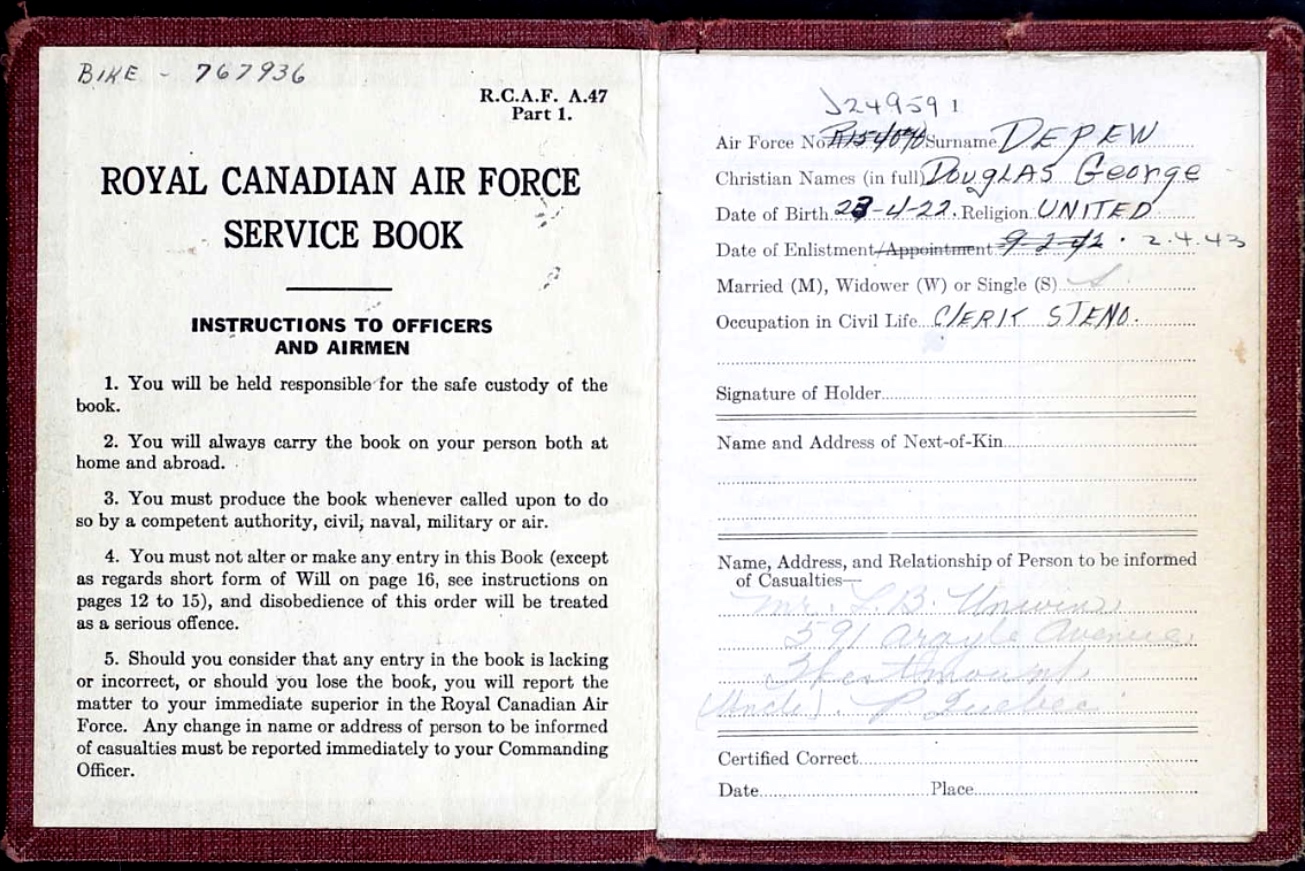 BIKE - 767936
R.C.A.F. A.47
Part 1.
ROYAL CANADIAN AIR FORCE
SERVICE BOOK
INSTRUCTIONS TO OFFICERS
AND AIRMEN
1. You will be held responsible for the safe custody of the
book.
2. You will always carry the book on your person both at
home and abroad.
3. You must produce the book whenever called upon to do
so by a competent authority, civil, naval, military or air.
4. You must not alter or make any entry in this Book (except
as regards short form of Will on page 16, see instructions on
pages 12 to 15), and disobedience of this order will be treated
as a serious offence.
5. Should you consider that any entry in the book is lacking
or incorrect, or should you lose the book, you will report the
matter to your immediate superior in the Royal Canadian Air
Force. Any change in name or address of person to be informed
of casualties must be reported immediately to your Commanding
Officer.
J249591
Air Force No. Surname DEPEW
Christian Names (in full) DouglAS George
Date of Birth 23-4-22. Religion UNITED
Date of Enlistment/Appointment 9-2-42 . 2.4.43
Married (M), Widower (W) or Single (S) S.
Occupation in Civil Life ClERK STENO.
Signature of Holder
Name and Address of Next-of-Kin
Name, Address, and Relationship of Person to be informed
of Casualties—
Mr. L.B. Unwin
591 Argyle Avenue
Westmount
(Uncle). P. Quebec
Certified Correct
Date Place